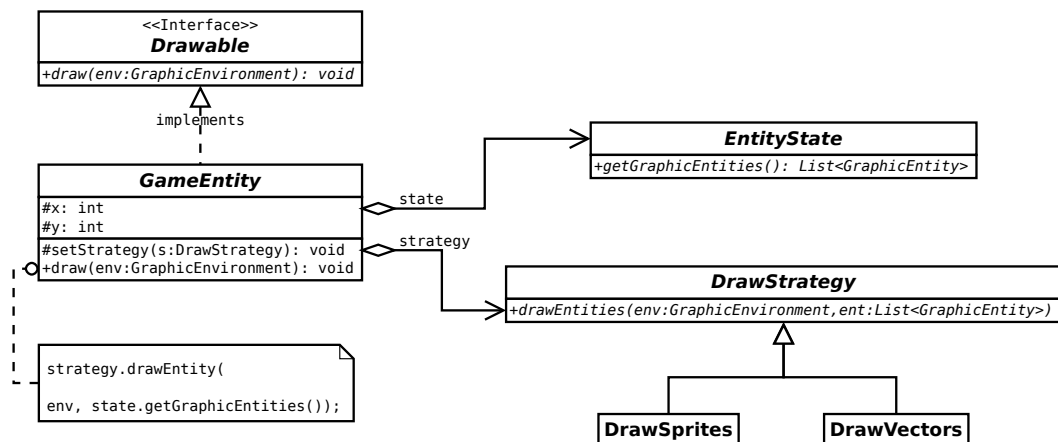 <<Interface>>
Drawable
+draw(env:GraphicEnvironment): void
implements
GameEntity
#x: int
#y: int
#setStrategy(s:DrawStrategy): void
+draw(env:GraphicEnvironment): void
state
strategy
EntityState
+getGraphicEntities(): List<GraphicEntity>
DrawStrategy
+drawEntities(env:GraphicEnvironment,ent:List<GraphicEntity>)
strategy.drawEntity(
env, state.getGraphicEntities());
DrawSprites
DrawVectors